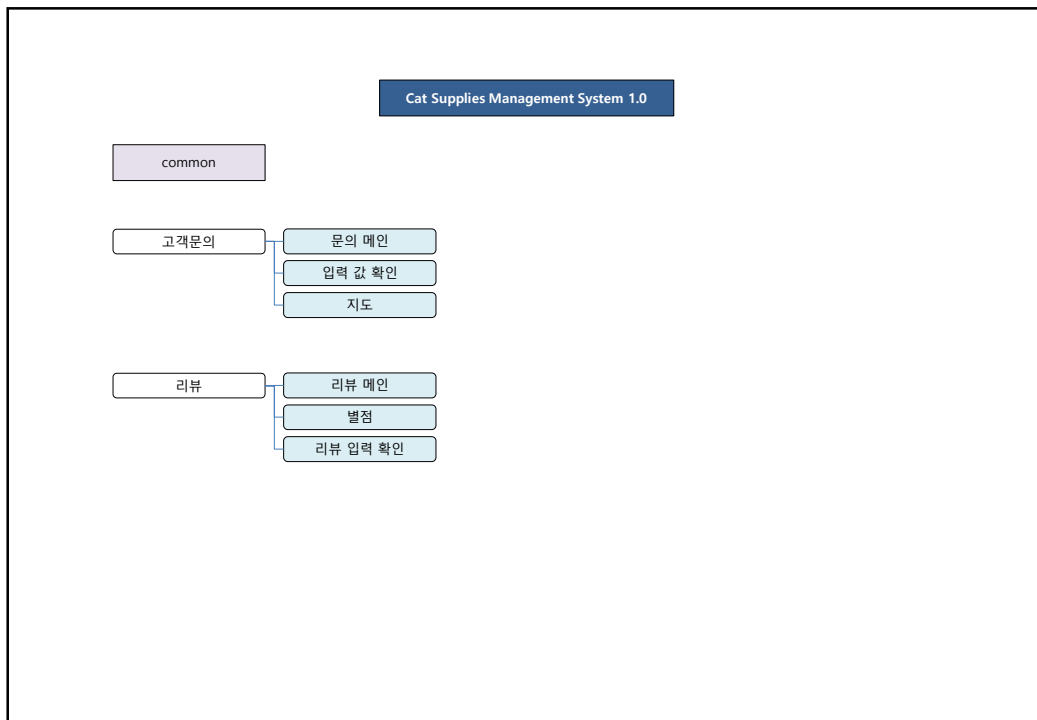 Cat Supplies Management System 1.0
common
고객문의
문의 메인
입력 값 확인
지도
리뷰
리뷰 메인
별점
리뷰 입력 확인